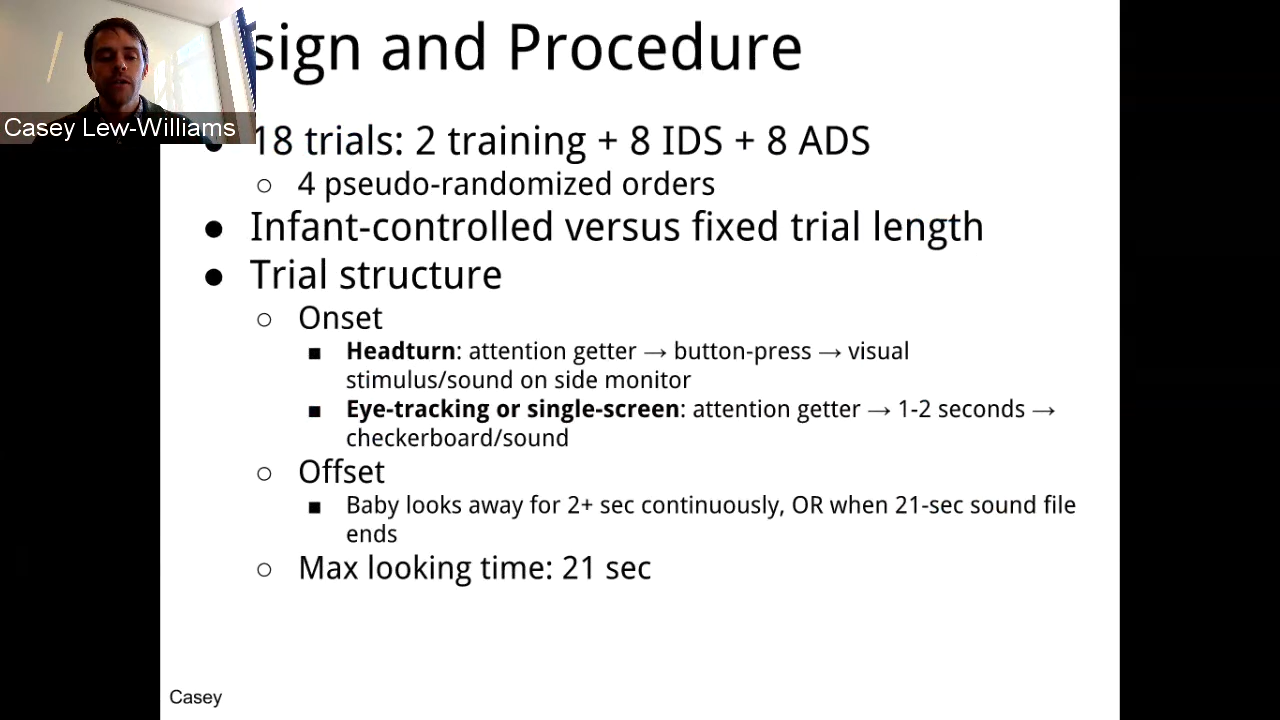 sign and Procedure
Casey Lew-Williams
● 18 trials: 2 training + 8 IDS + 8 ADS
○ 4 pseudo-randomized orders
● Infant-controlled versus fixed trial length
● Trial structure
○ Onset
■ Headturn: attention getter → button-press → visual
stimulus/sound on side monitor
■ Eye-tracking or single-screen: attention getter → 1-2 seconds →
checkerboard/sound
○ Offset
■ Baby looks away for 2+ sec continuously, OR when 21-sec sound file
ends
○ Max looking time: 21 sec
Casey